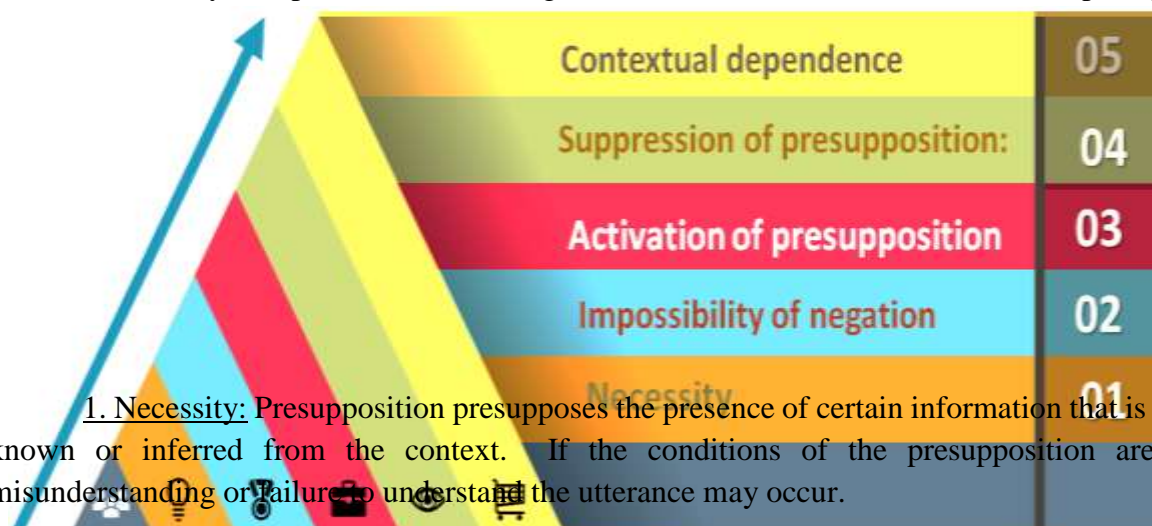 Contextual dependence 05
Suppression of presupposition: 04
Activation of presupposition 03
Impossibility of negation 02
Necessity 01
1. Necessity: Presupposition presupposes the presence of certain information that is
known or inferred from the context. If the conditions of the presupposition are
misunderstanding or failure to understand the utterance may occur.